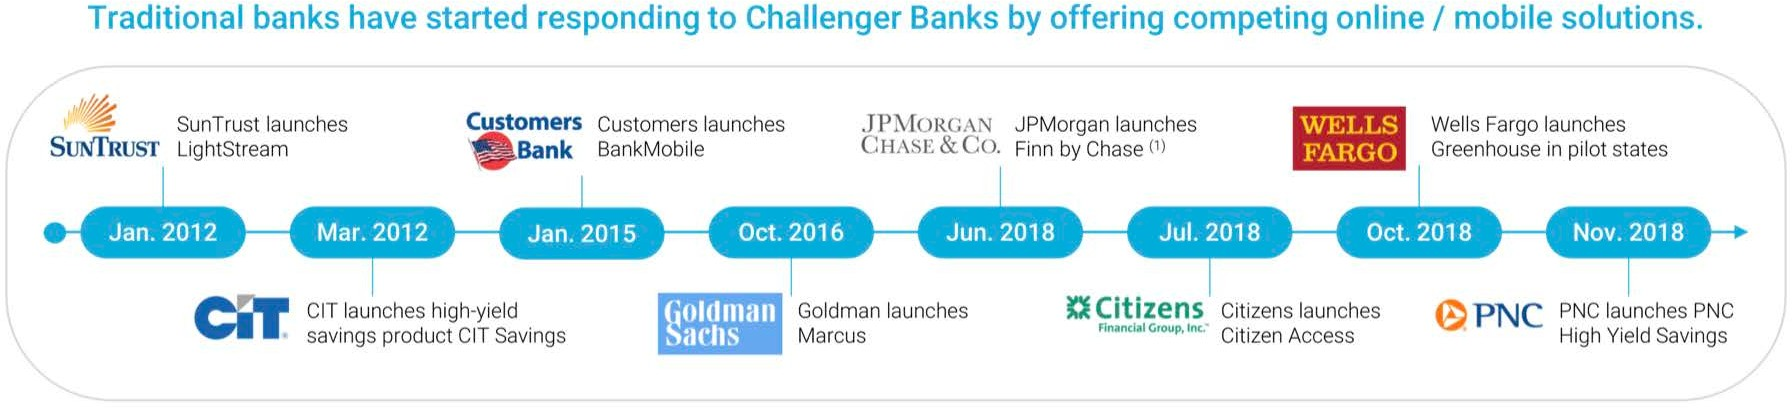 Traditional banks have started responding to Challenger Banks by offering competing online / mobile solutions.
SUNTRUST
SunTrust launches
LightStream
Customers
Bank
Customers launches
BankMobile
JPMORGAN
CHASE & CO.
JPMorgan launches
Finn by Chase (1)
WELLS
FARGO
Wells Fargo launches
Greenhouse in pilot states
Jan. 2012
Mar. 2012
Jan. 2015
Oct. 2016
Jun. 2018
Jul. 2018
Oct. 2018
Nov. 2018
CIT
CIT launches high-yield
savings product CIT Savings
Goldman
Sachs
Goldman launches
Marcus
Citizens
Financial Group, Inc.™
Citizens launches
Citizen Access
PNC
PNC launches PNC
High Yield Savings